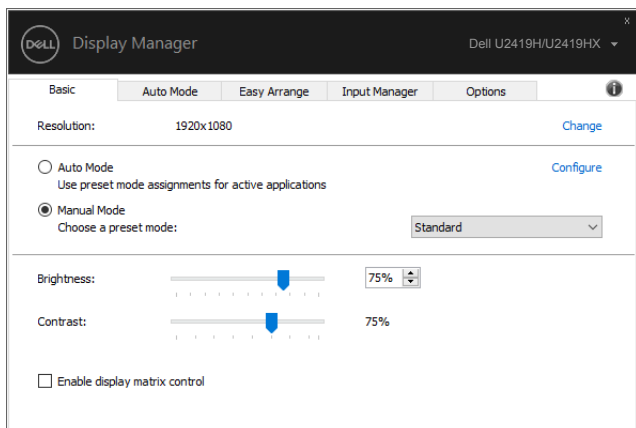 x
DELL Display Manager Dell U2419H/U2419HX
Basic Auto Mode Easy Arrange Input Manager Options i
Resolution: 1920x1080 Change
Auto Mode Configure
Use preset mode assignments for active applications
Manual Mode
Choose a preset mode: Standard
Brightness: 75%
Contrast: 75%
Enable display matrix control